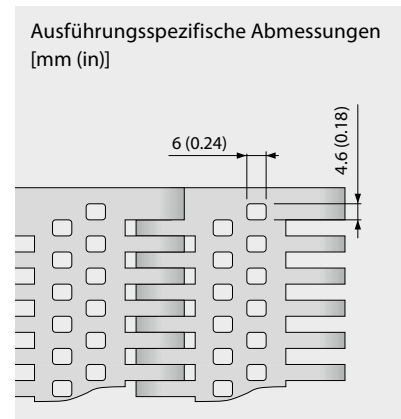 Ausführungsspezifische Abmessungen
[mm (in)]
6 (0.24)
4.6 (0.18)